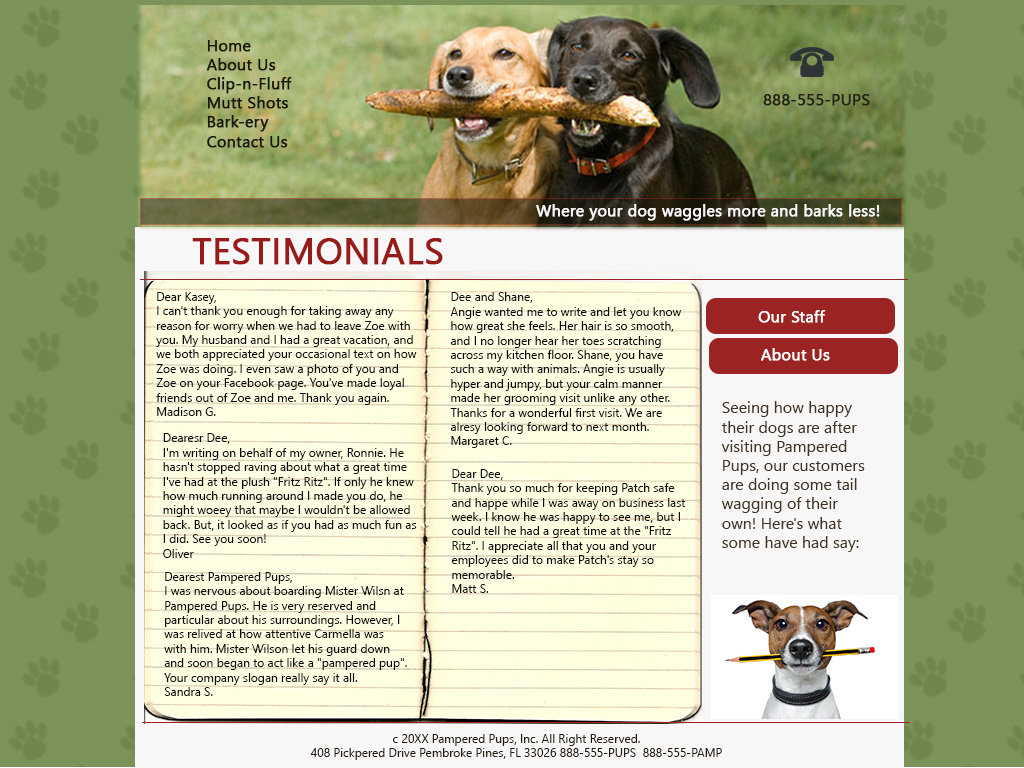 Home
About Us
Clip-n-Fluff
Mutt Shots
Bark-ery
Contact Us
888-555-PUPS
Where your dog waggles more and barks less!
TESTIMONIALS
Dear Kasey,
I can't thank you enough for taking away any
reason for worry when we had to leave Zoe with
you. My husband and I had a great vacation, and
we both appreciated your occasional text on how
Zoe was doing. I even saw a photo of you and
Zoe on your Facebook page. You've made loyal
friends out of Zoe and me. Thank you again.
Madison G.
Dearesr Dee,
I'm writing on behalf of my owner, Ronnie. He
hasn't stopped raving about what a great time
I've had at the plush "Fritz Ritz". If only he knew
how much running around I made you do, he
might woeey that maybe I wouldn't be allowed
back. But, it looked as if you had as much fun as
I did. See you soon!
Oliver
Dearest Pampered Pups,
I was nervous about boarding Mister Wilsn at
Pampered Pups. He is very reserved and
particular about his surroundings. However, I
was relived at how attentive Carmella was
with him. Mister Wilson let his guard down
and soon began to act like a "pampered pup".
Your company slogan really say it all.
Sandra S.
Dee and Shane,
Angie wanted me to write and let you know
how great she feels. Her hair is so smooth,
and I no longer hear her toes scratching
across my kitchen floor. Shane, you have
such a way with animals. Angie is usually
hyper and jumpy, but your calm manner
made her grooming visit unlike any other.
Thanks for a wonderful first visit. We are
alresy looking forward to next month.
Margaret C.
Dear Dee,
Thank you so much for keeping Patch safe
and happe while I was away on business last
week. I know he was happy to see me, but I
could tell he had a great time at the "Fritz
Ritz". I appreciate all that you and your
employees did to make Patch's stay so
memorable.
Matt S.
Our Staff
About Us
Seeing how happy
their dogs are after
visiting Pampered
Pups, our customers
are doing some tail
wagging of their
own! Here's what
some have had say:
c 20XX Pampered Pups, Inc. All Right Reserved.
408 Pickpered Drive Pembroke Pines, FL 33026 888-555-PUPS 888-555-PAMP